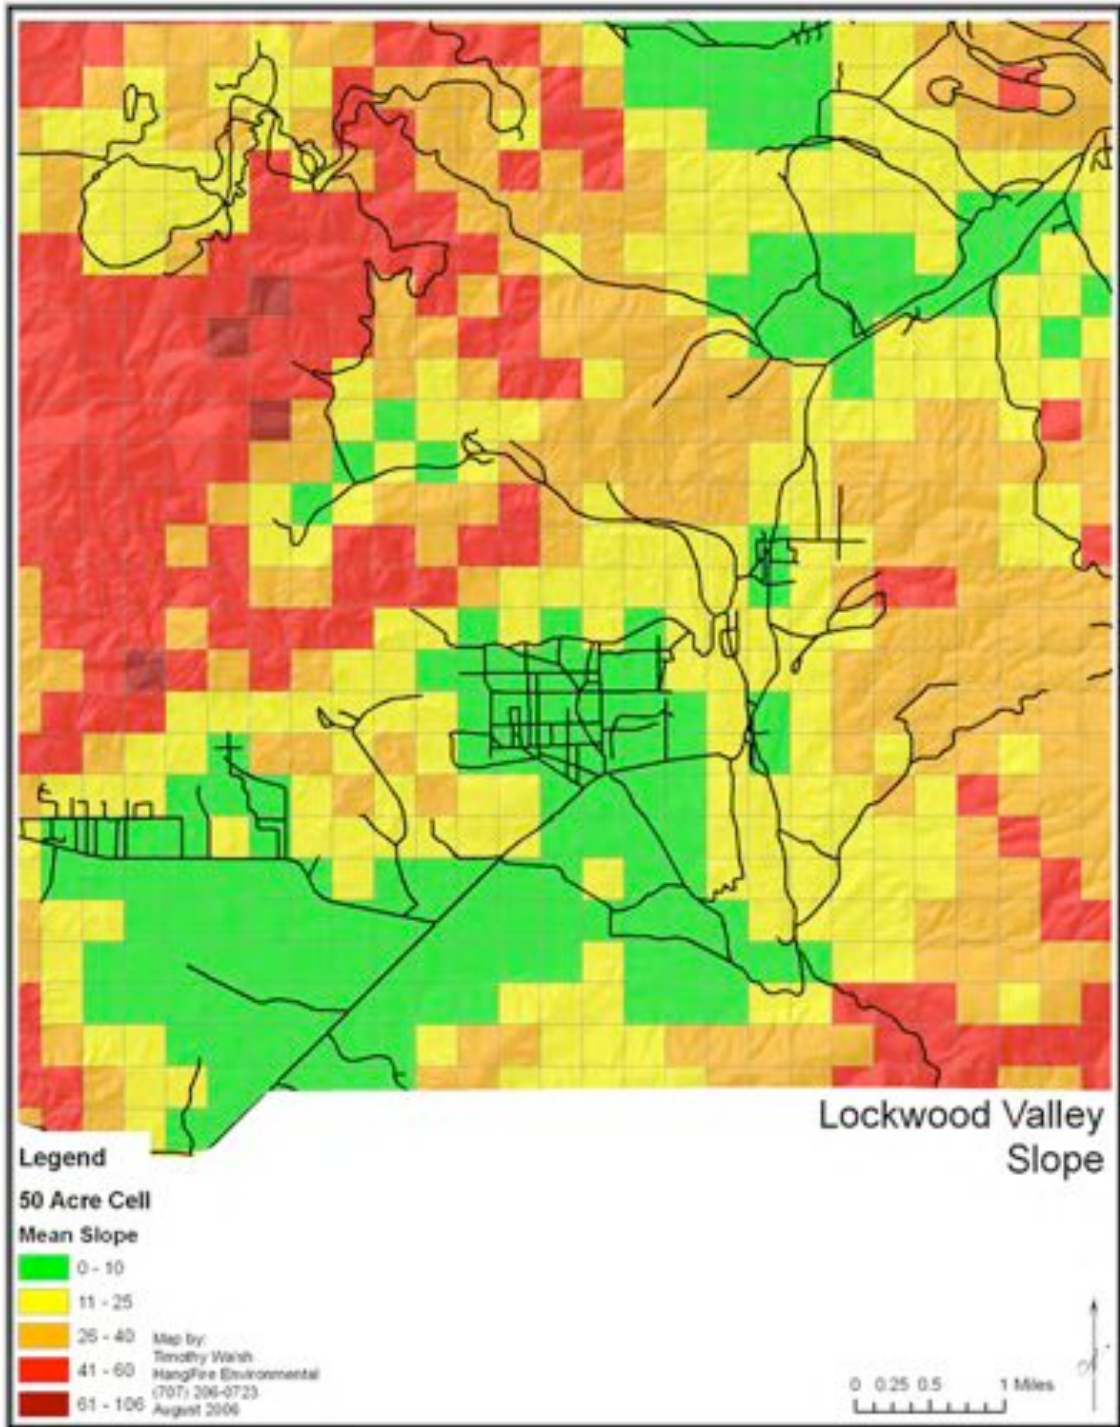 Lockwood Valley
Slope
Legend
50 Acre Cell
Mean Slope
0 - 10
11 - 25
26 - 40
41 - 60
61 - 106
Map by:
Timothy Walsh
HangFire Environmental
(707) 206-0723
August 2006
0 0.25 0.5 1 Miles